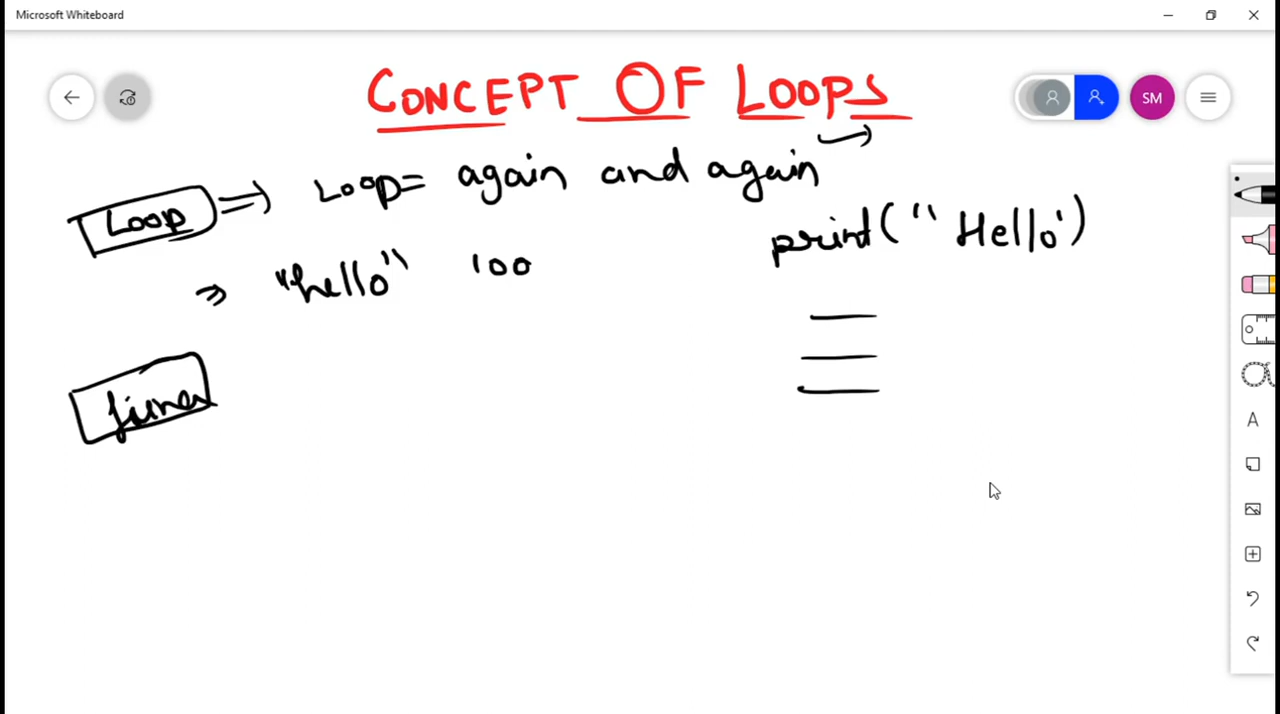 Microsoft Whiteboard
CONCEPT OF LOOPS
SM
Loop => Loop= again and again →
print(“ Hello')
⇒ “hello” 100
A